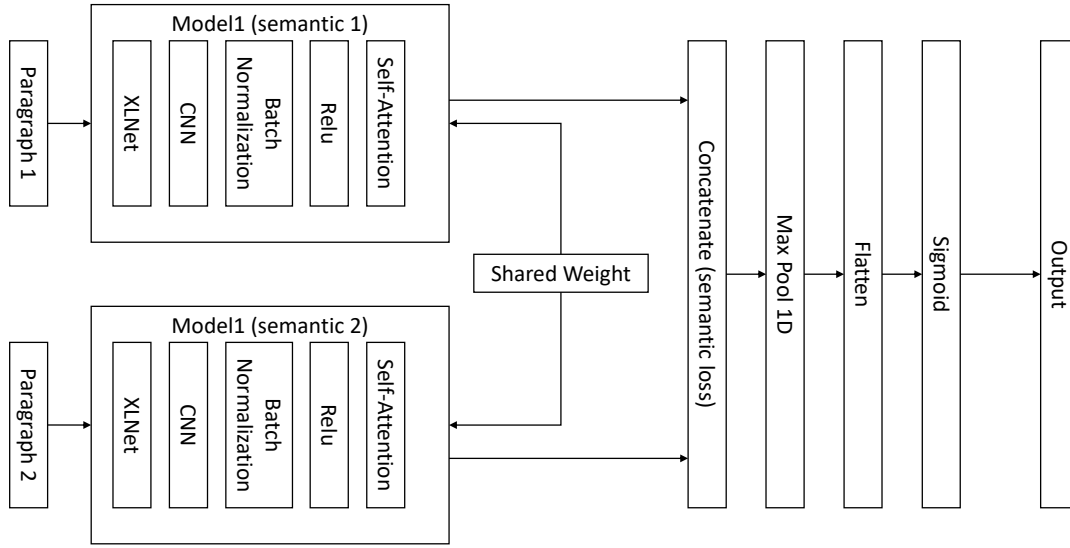 Model1 (semantic 1)
Paragraph 1
XLNet
CNN
Batch
Normalization
Relu
Self-Attention
Shared Weight
Model1 (semantic 2)
Paragraph 2
XLNet
CNN
Batch
Normalization
Relu
Self-Attention
Concatenate (semantic loss)
Max Pool 1D
Flatten
Sigmoid
Output